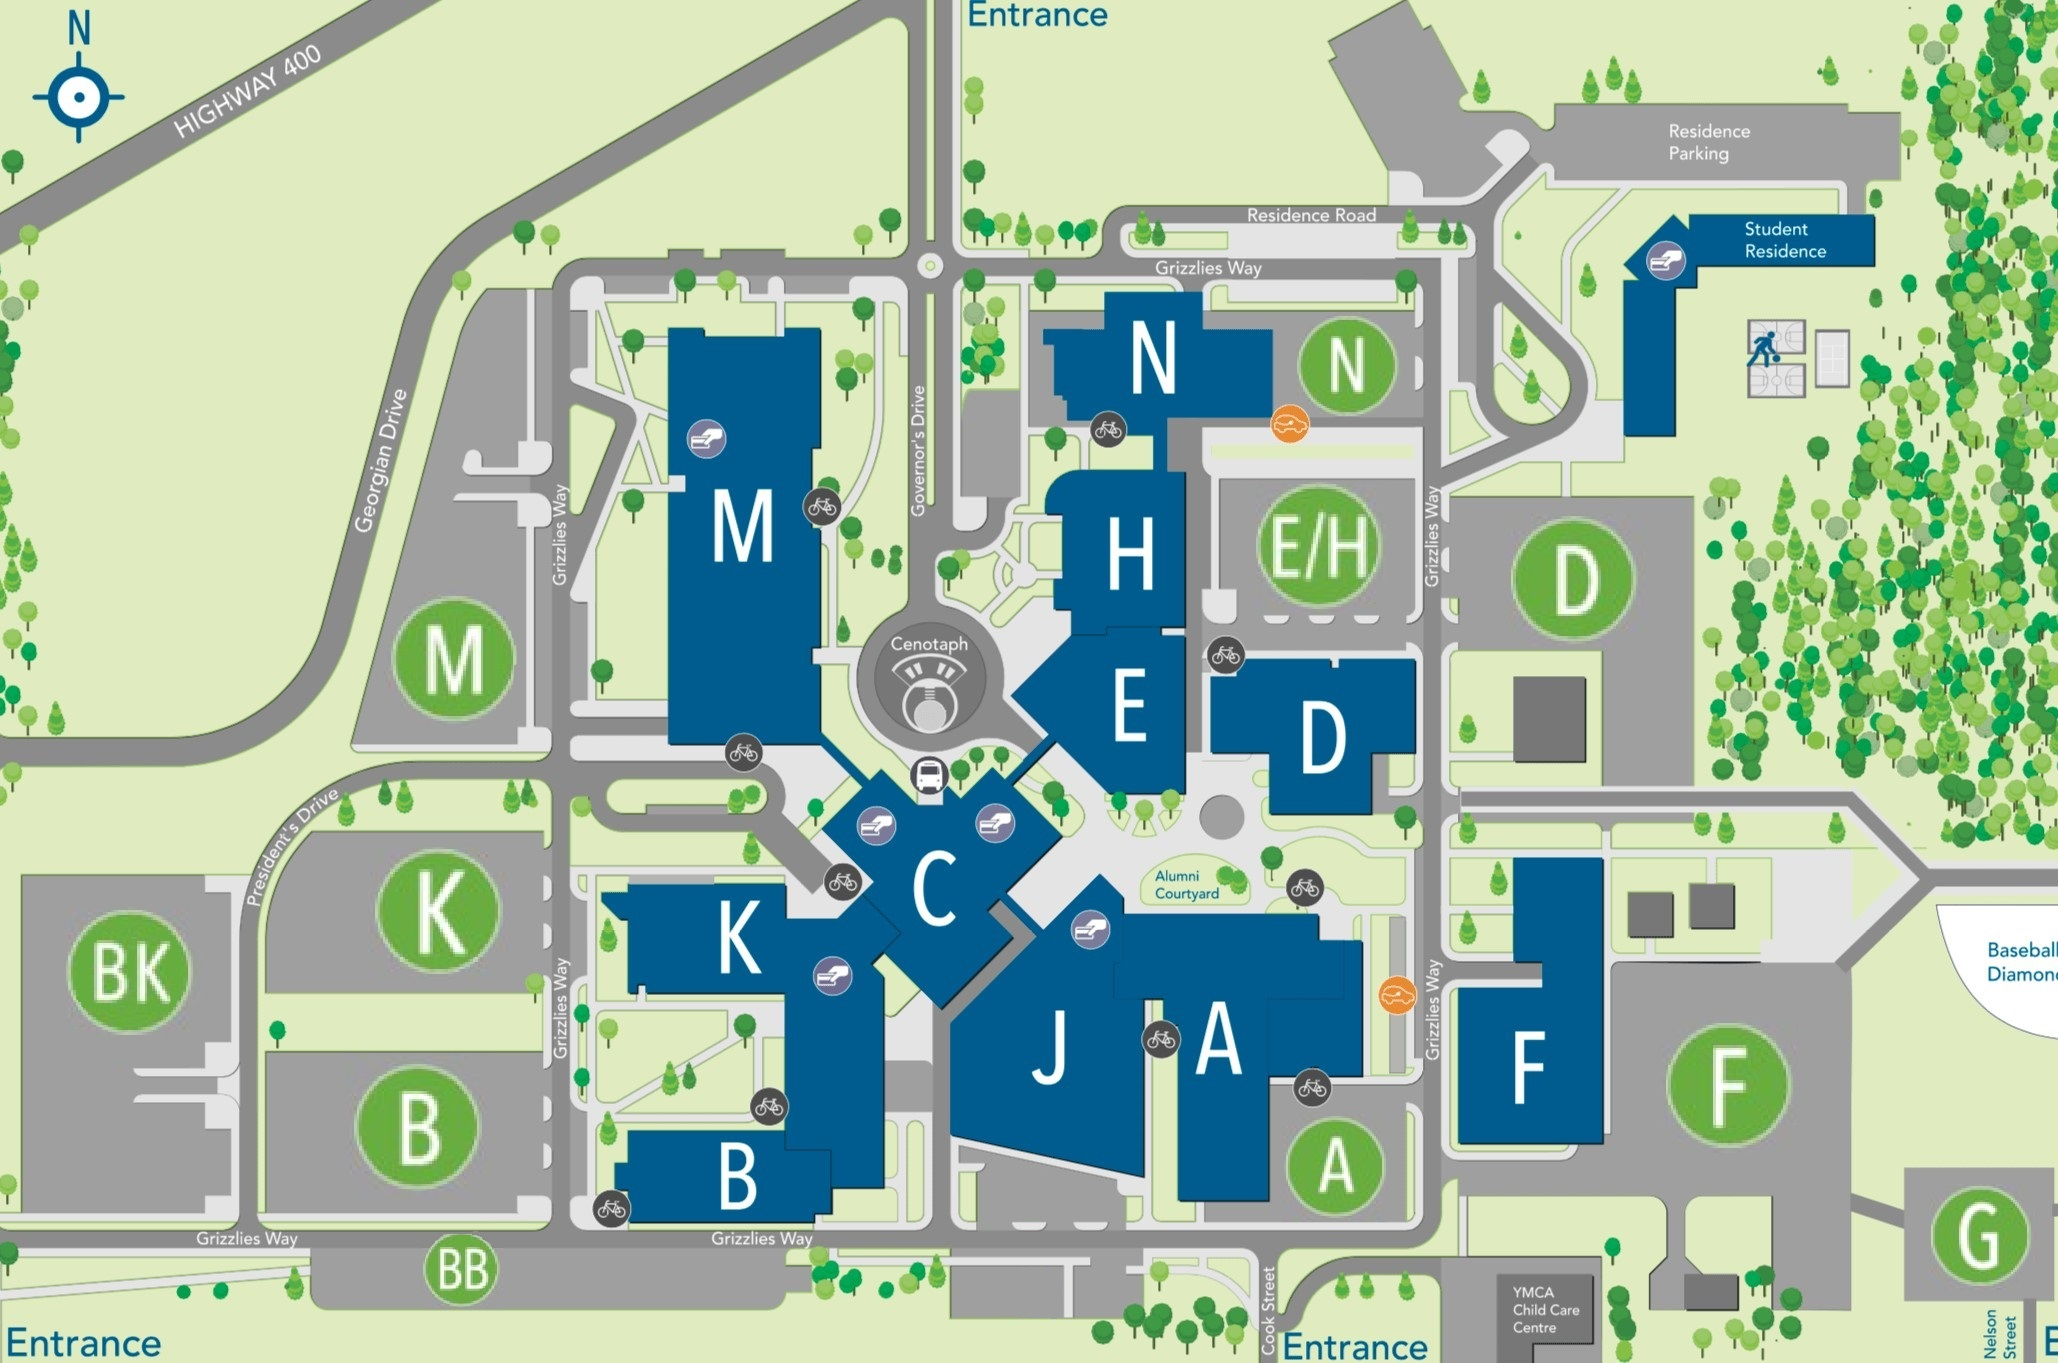 Entrance
N
HIGHWAY 400
Residence
Parking
Residence Road
Student
Residence
Grizzlies Way
N
N
Georgian Drive
Governor's Drive
M
Grizzlies Way
H
E/H
Grizzlies Way
D
M
Cenotaph
E
D
President's Drive
C
K
Alumni
Courtyard
K
BK
Baseball
Grizzlies Way
Grizzlies Way
J
A
F
F
B
B
A
G
Grizzlies Way
Grizzlies Way
BB
Cook Street
YMCA
Child Care
Centre
Nelson
Street
Entrance
Entrance